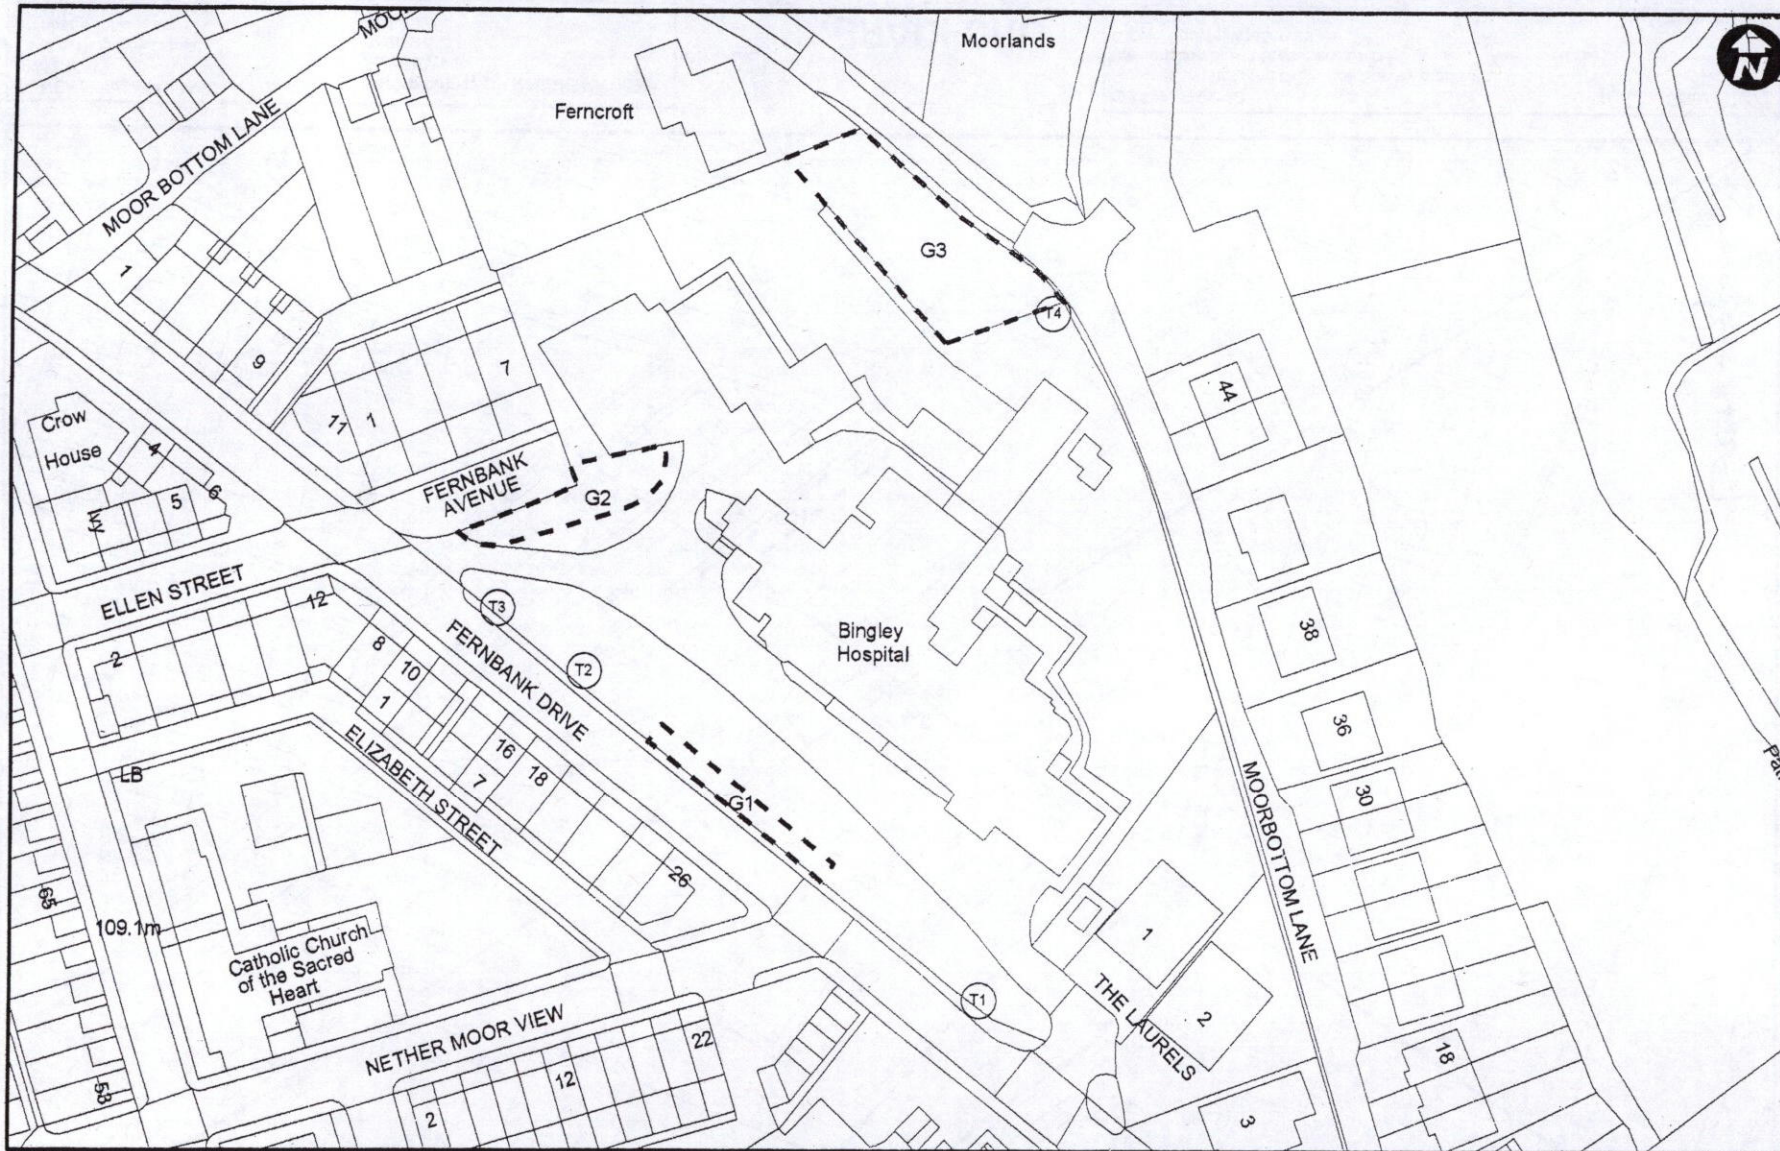 Moorlands
N
Ferncroft
MOOR BOTTOM LANE
G3
T4
1
9
7
11
1
44
Crow
House
4
6
5
Ivy
FERNBANK
AVENUE
G2
ELLEN STREET
12
2
T3
T2
FERNBANK DRIVE
8
10
1
16
18
7
Bingley
Hospital
38
36
30
ELIZABETH STREET
LB
G1
26
MOORBOTTOM LANE
65
109.1m
Catholic Church
of the Sacred
Heart
1
2
THE LAURELS
T1
NETHER MOOR VIEW
22
12
2
53
18
3